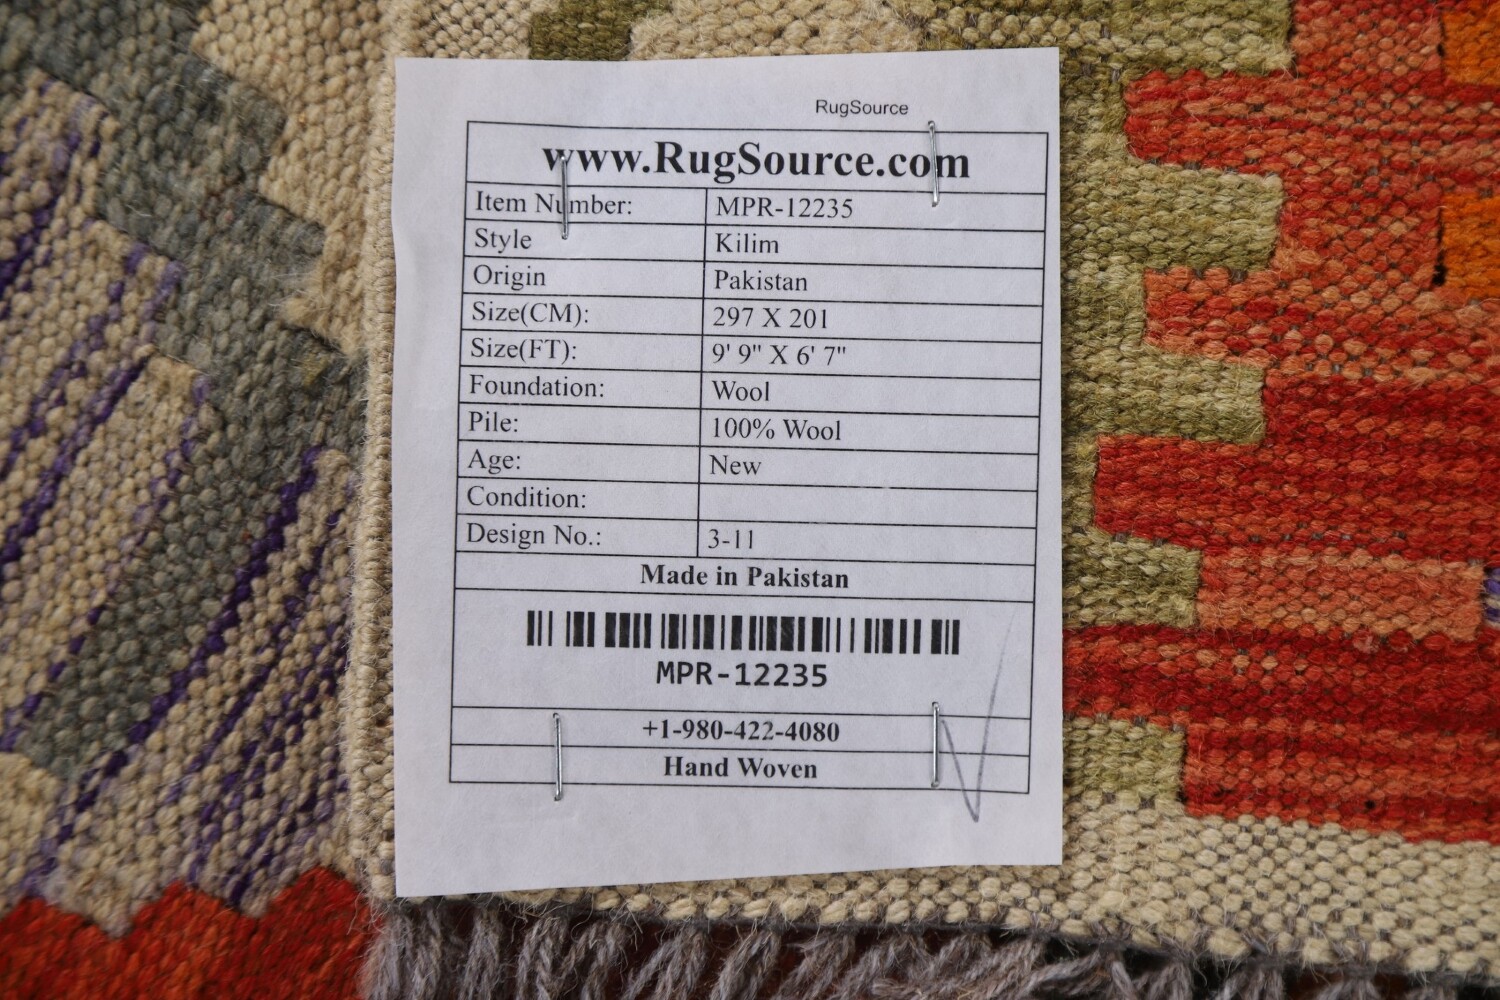 RugSource
www.RugSource.com
Item Number: MPR-12235
Style Kilim
Origin Pakistan
Size(CM): 297 X 201
Size(FT): 9' 9" X 6' 7"
Foundation: Wool
Pile: 100% Wool
Age: New
Condition:
Design No.: 3-11
Made in Pakistan
MPR-12235
+1-980-422-4080
Hand Woven